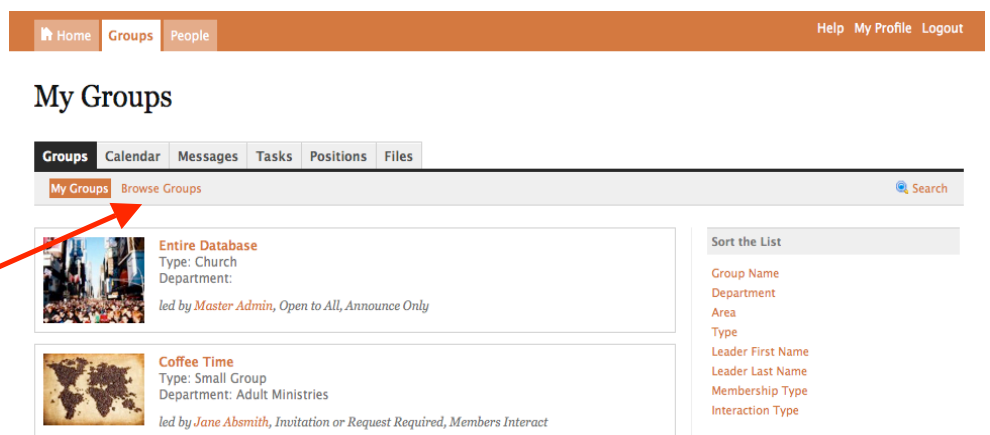 Home Groups People Help My Profile Logout
My Groups
Groups Calendar Messages Tasks Positions Files
My Groups Browse Groups Search
Entire Database
Type: Church
Department:
led by Master Admin, Open to All, Announce Only
Coffee Time
Type: Small Group
Department: Adult Ministries
led by Jane Absmith, Invitation or Request Required, Members Interact
Sort the List
Group Name
Department
Area
Type
Leader First Name
Leader Last Name
Membership Type
Interaction Type